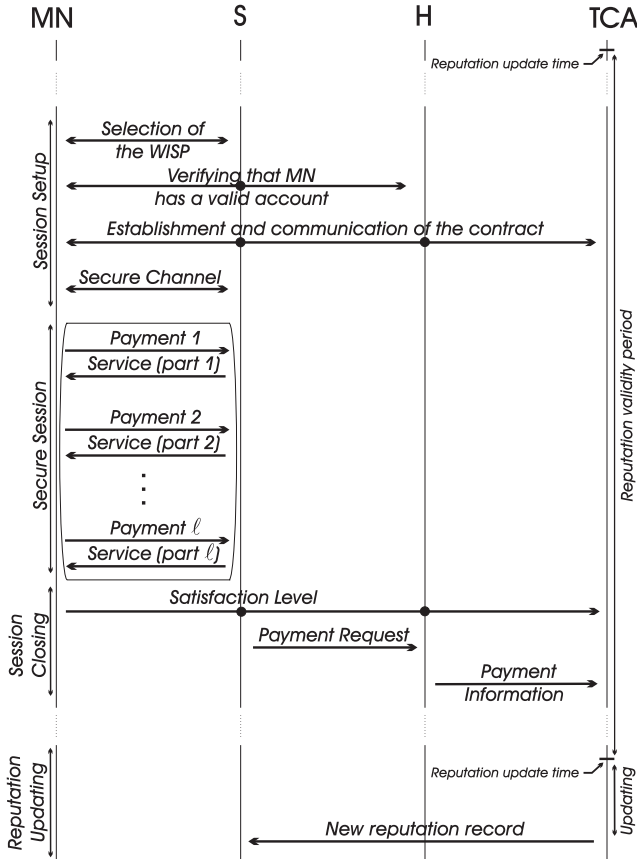 MN S H TCA
Reputation update time
Selection of
the WISP
Verifying that MN
has a valid account
Establishment and communication of the contract
Secure Channel
Session Setup
Payment 1
Service (part 1)
Payment 2
Service (part 2)
Payment ℓ
Service (part ℓ)
Secure Session
Reputation validity period
Satisfaction Level
Payment Request
Payment
Information
Session
Closing
Reputation update time
New reputation record
Reputation
Updating
Updating